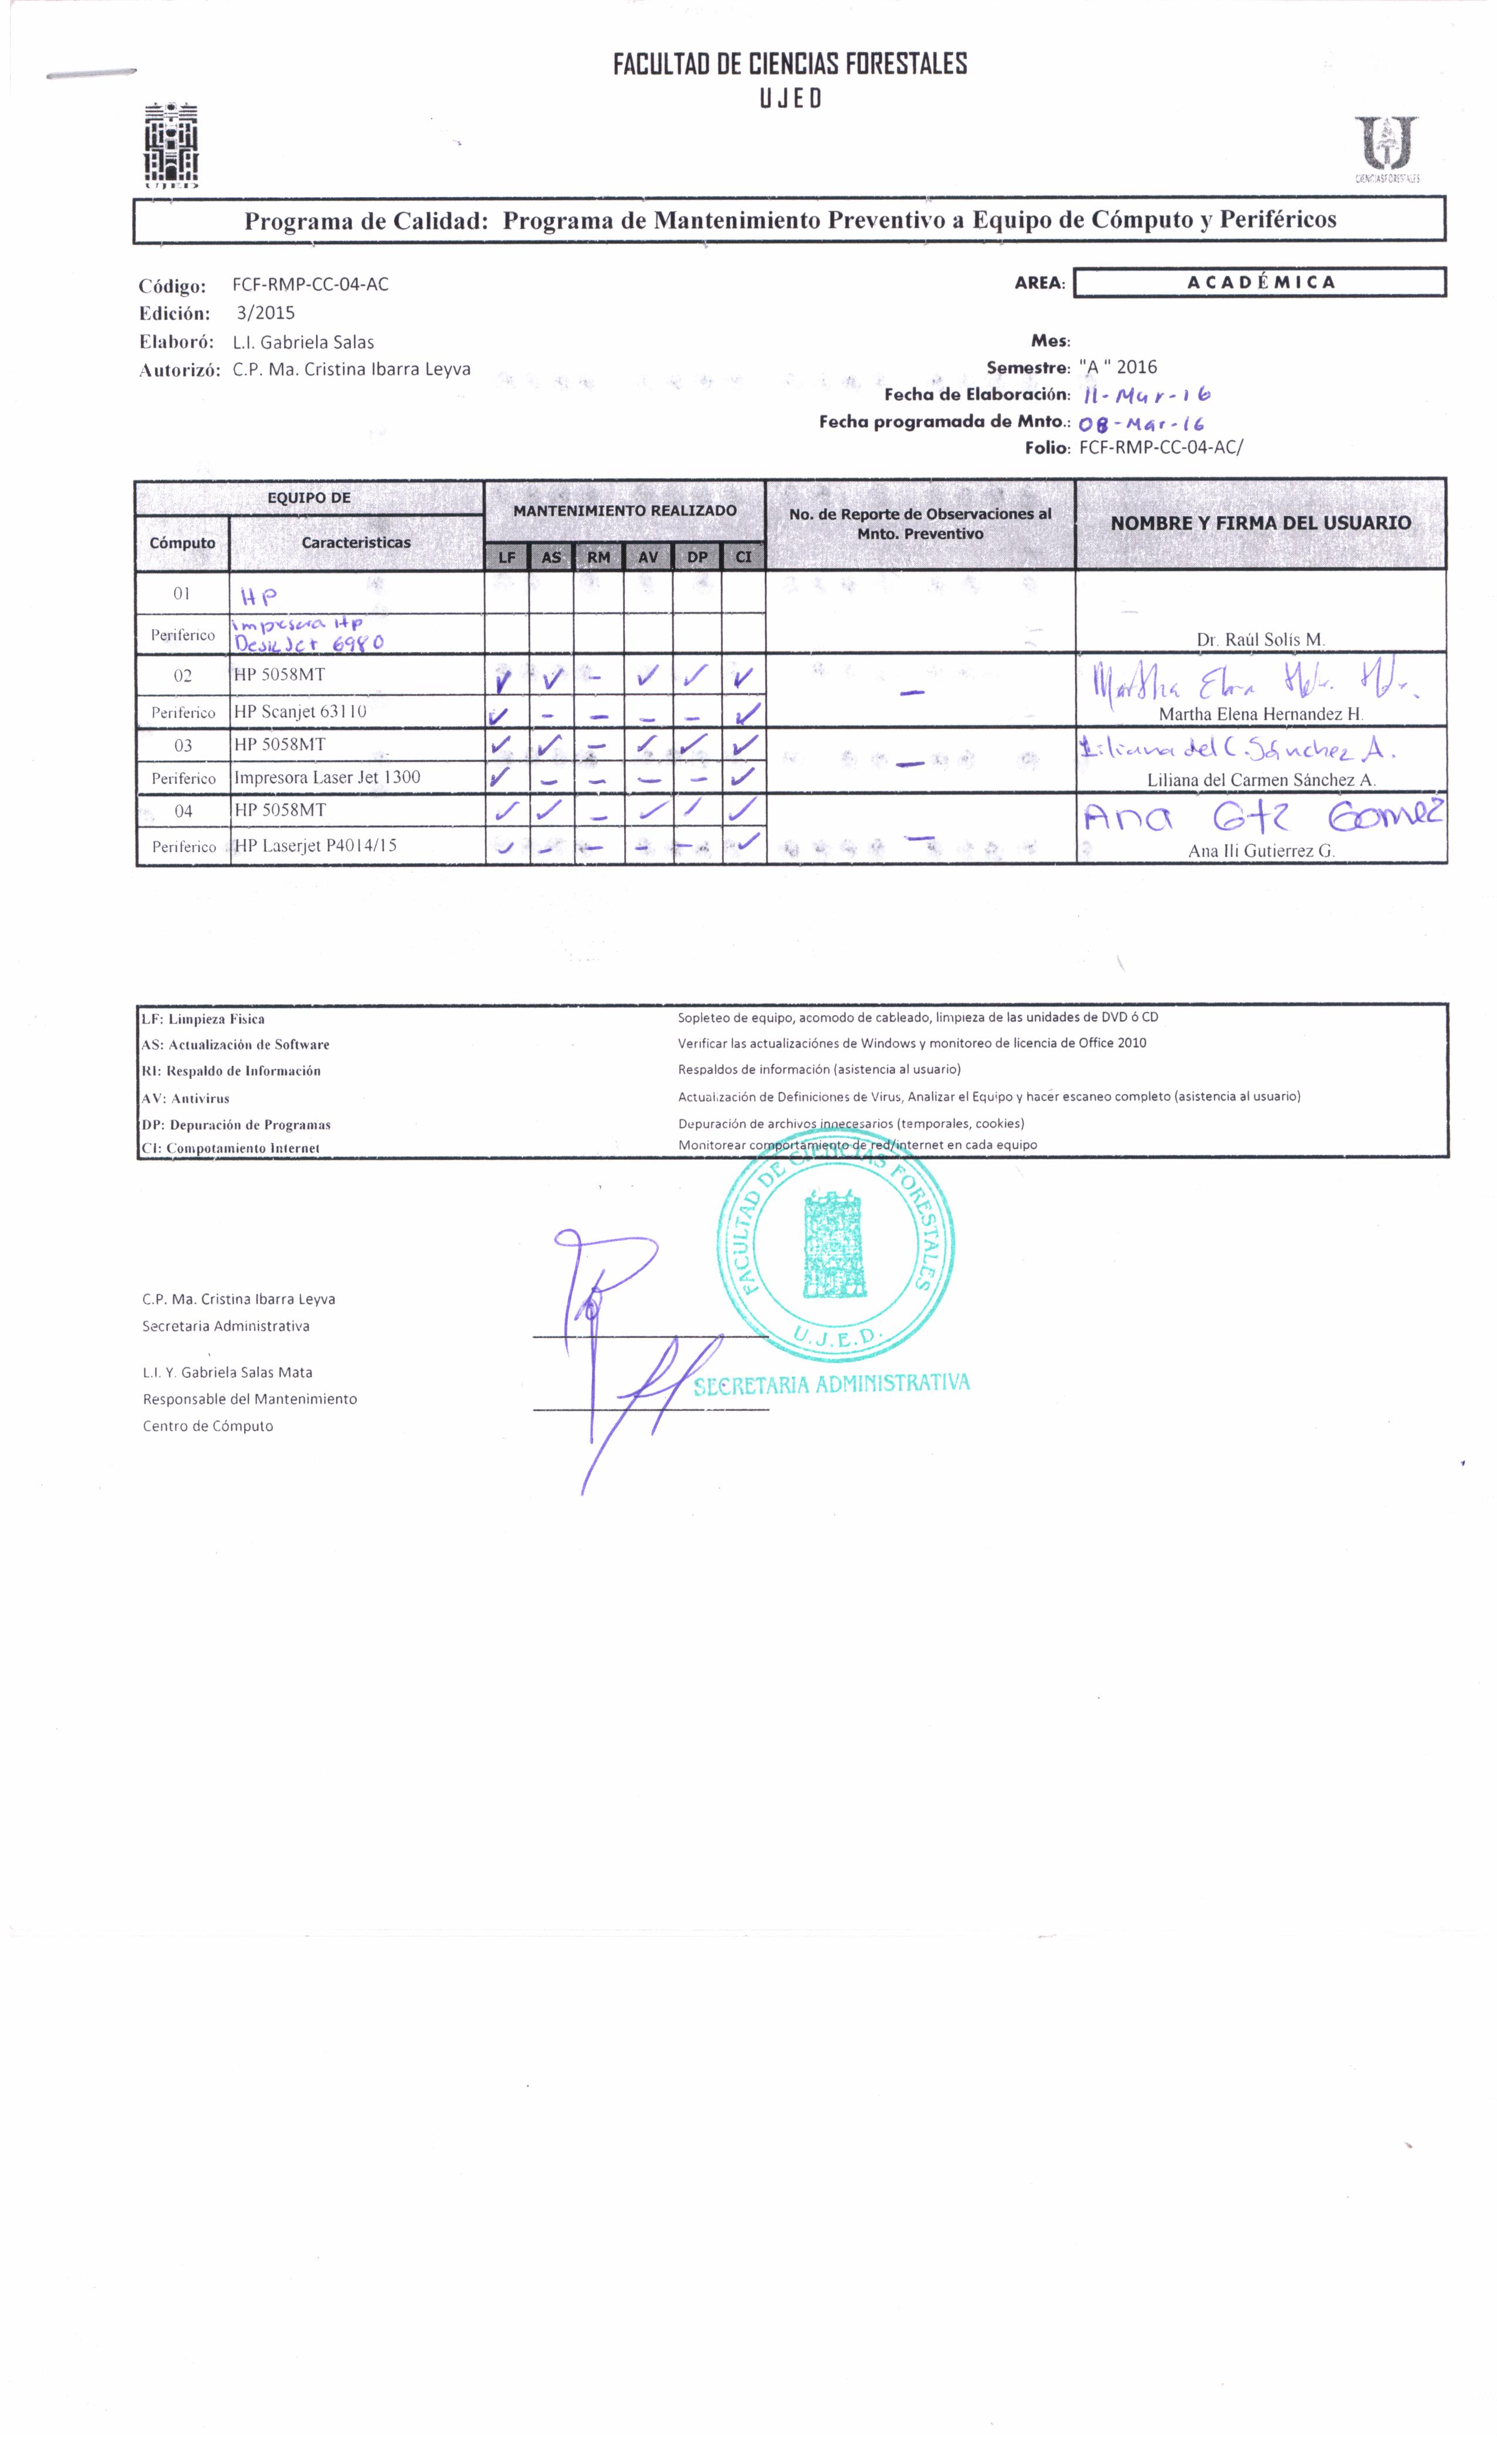 FACULTAD DE CIENCIAS FORESTALES
UJED
UJED
CIENCIAS FORESTALES
Programa de Calidad: Programa de Mantenimiento Preventivo a Equipo de Cómputo y Periféricos
Código: FCF-RMP-CC-04-AC
AREA: ACADÉMICA
Edición: 3/2015
Elaboró: L.I. Gabriela Salas
Mes:
Autorizó: C.P. Ma. Cristina Ibarra Leyva
Semestre: "A " 2016
Fecha de Elaboración: 11-Mar-16
Fecha programada de Mnto.: 08-Mar-16
Folio: FCF-RMP-CC-04-AC/
EQUIPO DE
MANTENIMIENTO REALIZADO
No. de Reporte de Observaciones al
Mnto. Preventivo
NOMBRE Y FIRMA DEL USUARIO
Cómputo Caracteristicas
LF AS RM AV DP CI
01 HP
Periferico impresora Hp
DeskJet 6980
Dr. Raúl Solís M.
02 HP 5058MT ✓ ✓ - ✓ ✓ ✓
Martha Elena Hdz. Hdz.
Periferico HP Scanjet 63110 ✓ - - - - ✓ -
Martha Elena Hernandez H.
03 HP 5058MT ✓ ✓ - ✓ ✓ ✓
Liliana del C. Sánchez A.
Periferico Impresora Laser Jet 1300 ✓ - - - - ✓ -
Liliana del Carmen Sánchez A.
04 HP 5058MT ✓ ✓ - ✓ ✓ ✓
Ana Gtz Gomez
Periferico HP Laserjet P4014/15 ✓ - - - - ✓ -
Ana Ili Gutierrez G.
LF: Limpieza Fisica Sopleteo de equipo, acomodo de cableado, limpieza de las unidades de DVD ó CD
AS: Actualización de Software Verificar las actualizaciónes de Windows y monitoreo de licencia de Office 2010
RI: Respaldo de Información Respaldos de información (asistencia al usuario)
AV: Antivirus Actualización de Definiciones de Virus, Analizar el Equipo y hacer escaneo completo (asistencia al usuario)
DP: Depuración de Programas Depuración de archivos innecesarios (temporales, cookies)
CI: Compotamiento Internet Monitorear comportamiento de red/internet en cada equipo
FACULTAD DE CIENCIAS FORESTALES
U.J.E.D.
SECRETARIA ADMINISTRATIVA
C.P. Ma. Cristina Ibarra Leyva
Secretaria Administrativa
L.I. Y. Gabriela Salas Mata
Responsable del Mantenimiento
Centro de Cómputo